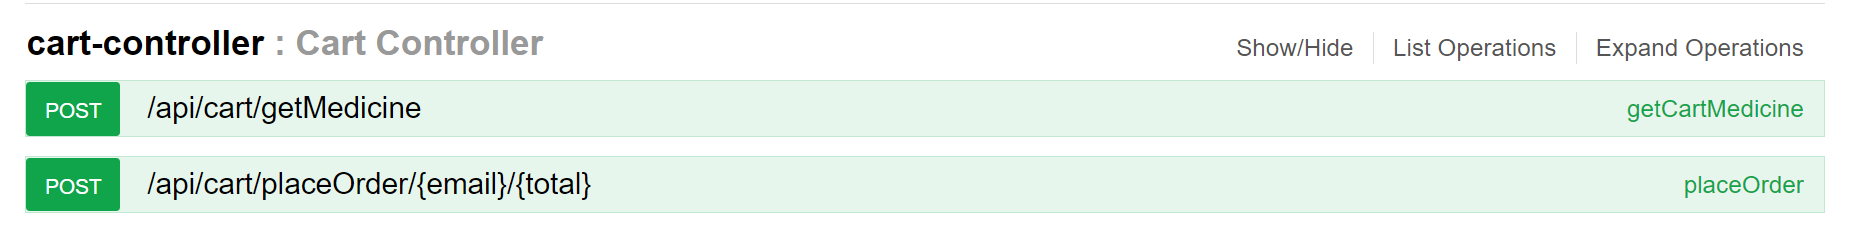 cart-controller : Cart Controller
Show/Hide List Operations Expand Operations
POST /api/cart/getMedicine getCartMedicine
POST /api/cart/placeOrder/{email}/{total} placeOrder